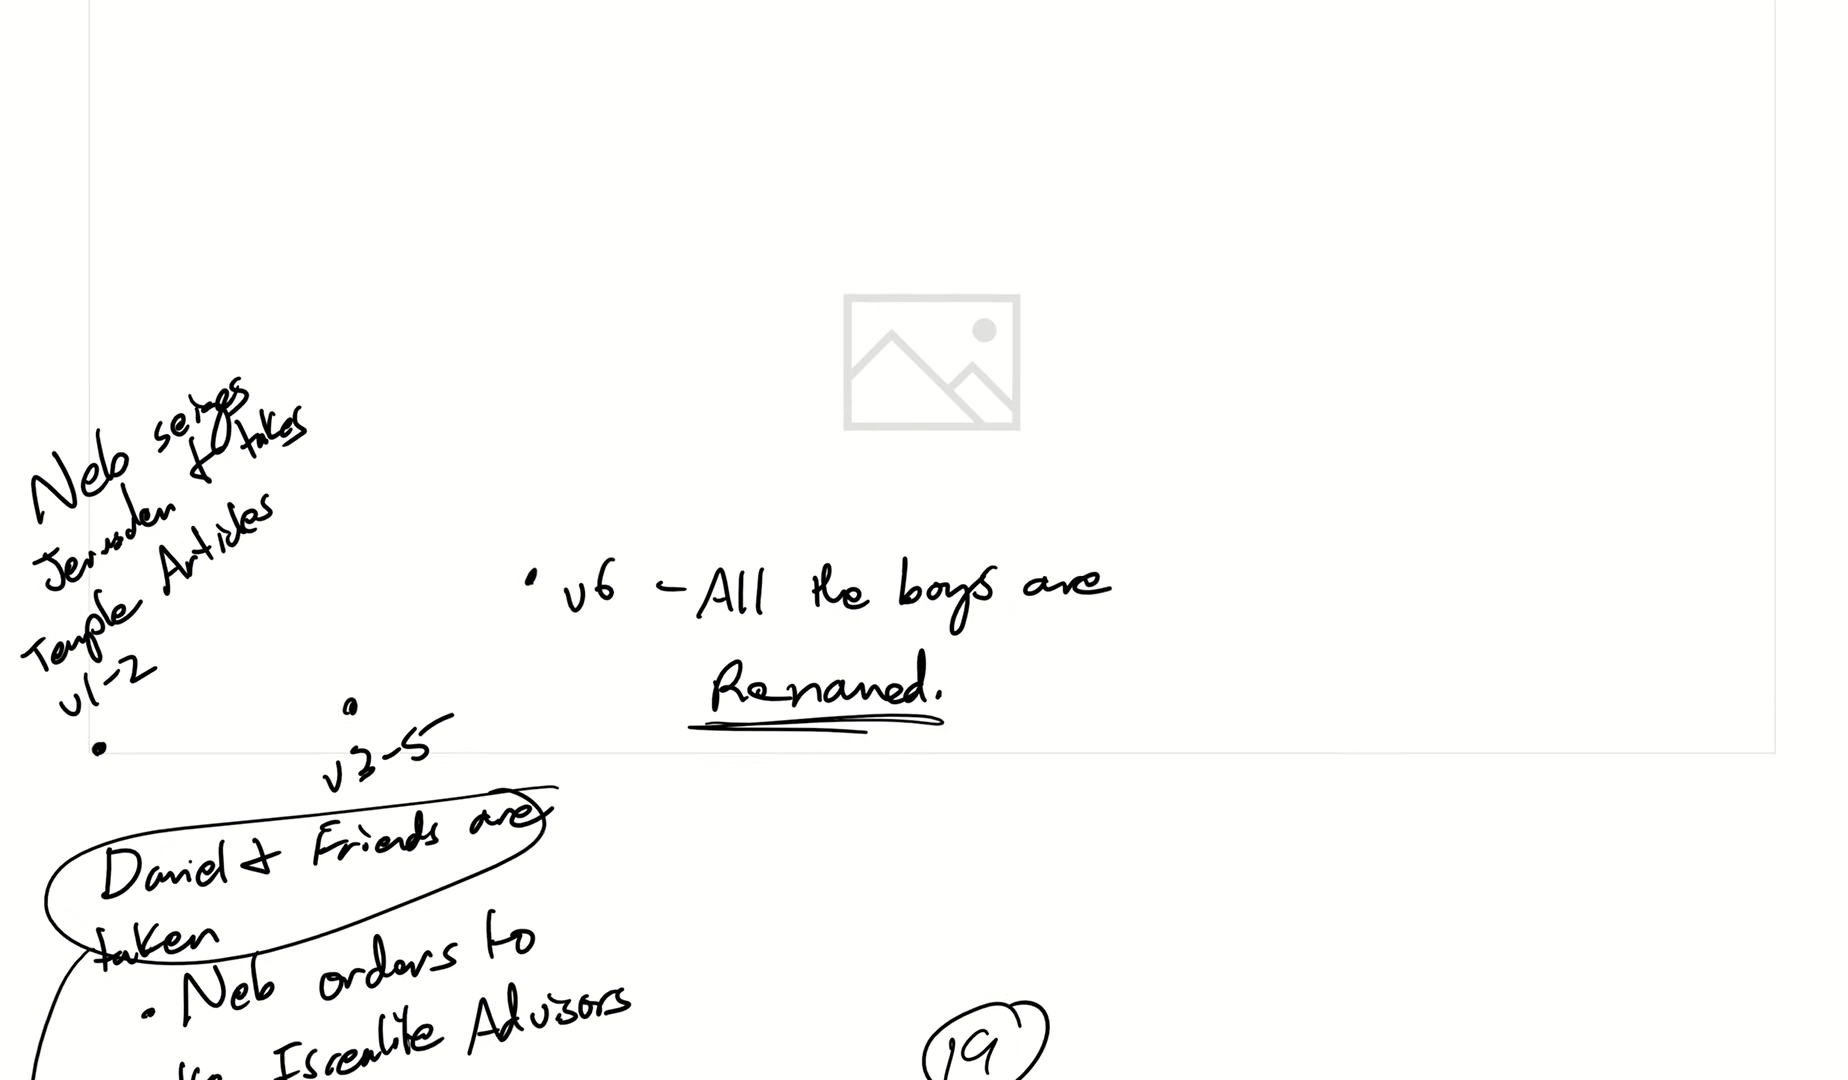 Neb seizes
& takes
Jerusalem
Temple Articles
v1-2
v3-5
Daniel & Friends are
taken
• Neb orders to
Isrealite Advisors
• v6 - All the boys are
Renamed.
19